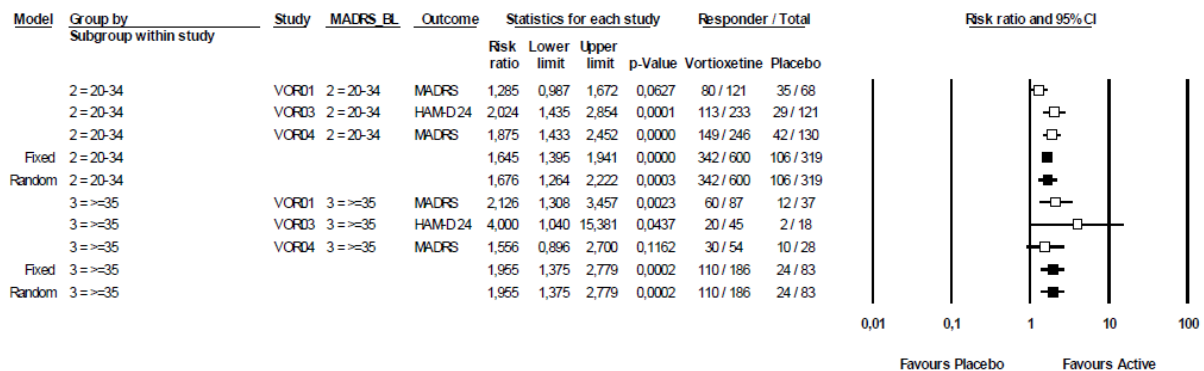 Model Group by Study MADRS_BL Outcome Statistics for each study Responder / Total Risk ratio and 95% CI
Subgroup within study
Risk ratio Lower limit Upper limit p-Value Vortioxetine Placebo
2 = 20-34 VOR01 2 = 20-34 MADRS 1,285 0,987 1,672 0,0627 80 / 121 35 / 68
2 = 20-34 VOR03 2 = 20-34 HAM-D24 2,024 1,435 2,854 0,0001 113 / 233 29 / 121
2 = 20-34 VOR04 2 = 20-34 MADRS 1,875 1,433 2,452 0,0000 149 / 246 42 / 130
Fixed 2 = 20-34 1,645 1,395 1,941 0,0000 342 / 600 106 / 319
Random 2 = 20-34 1,676 1,264 2,222 0,0003 342 / 600 106 / 319
3 = >=35 VOR01 3 = >=35 MADRS 2,126 1,308 3,457 0,0023 60 / 87 12 / 37
3 = >=35 VOR03 3 = >=35 HAM-D24 4,000 1,040 15,381 0,0437 20 / 45 2 / 18
3 = >=35 VOR04 3 = >=35 MADRS 1,556 0,896 2,700 0,1162 30 / 54 10 / 28
Fixed 3 = >=35 1,955 1,375 2,779 0,0002 110 / 186 24 / 83
Random 3 = >=35 1,955 1,375 2,779 0,0002 110 / 186 24 / 83
0,01 0,1 1 10 100
Favours Placebo Favours Active